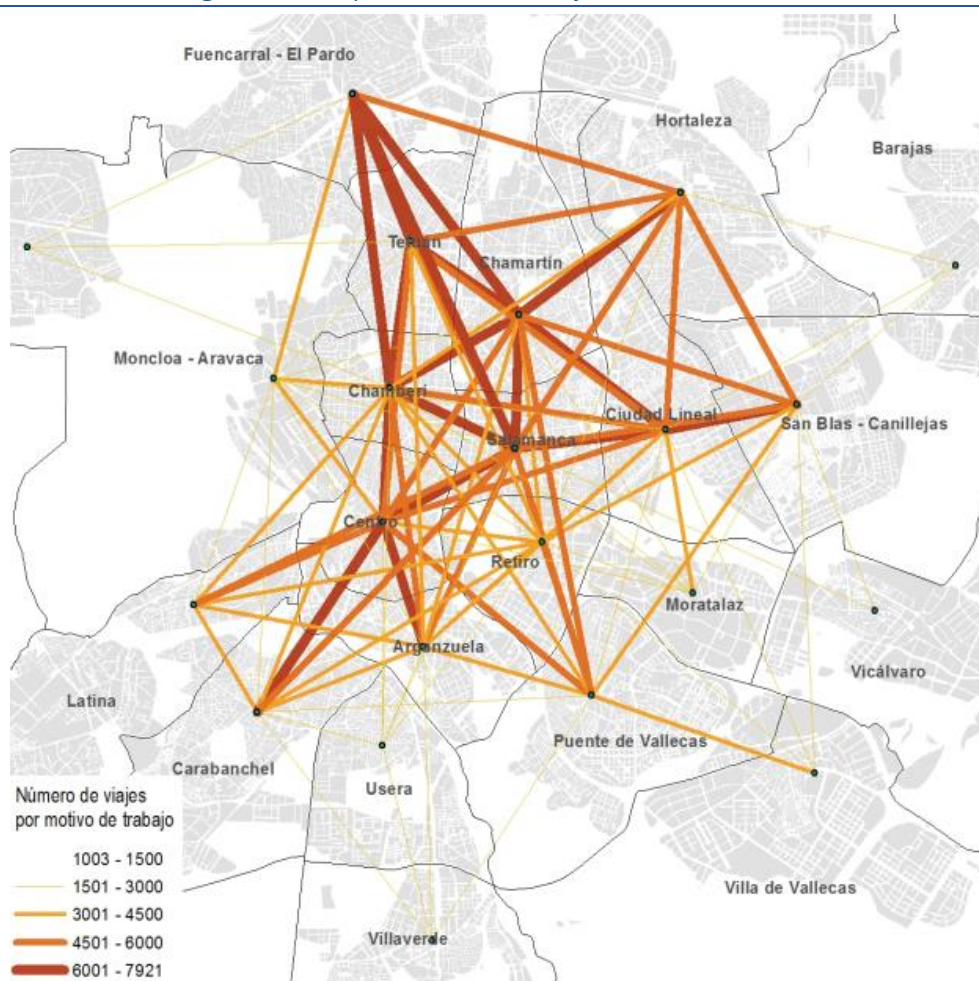 Fuencarral - El Pardo
Hortaleza
Barajas
Tetuán
Chamartín
Moncloa - Aravaca
Chamberí
Ciudad Lineal
San Blas - Canillejas
Salamanca
Centro
Retiro
Moratalaz
Arganzuela
Vicálvaro
Latina
Puente de Vallecas
Carabanchel
Usera
Villa de Vallecas
Villaverde
Número de viajes
por motivo de trabajo
1003 - 1500
1501 - 3000
3001 - 4500
4501 - 6000
6001 - 7921